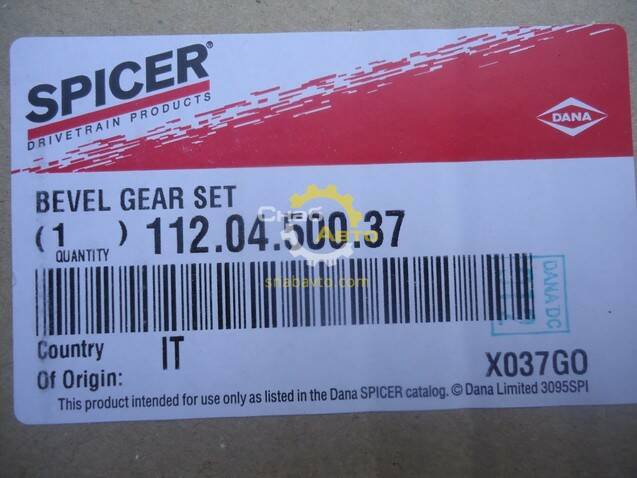 SPICER®
DRIVETRAIN PRODUCTS
DANA
BEVEL GEAR SET
( 1 ) 112.04.500.37
QUANTITY
Снаб
Авто
snabavto.com
DANA DC
Country IT
Of Origin:
X037GO
This product intended for use only as listed in the Dana SPICER catalog. © Dana Limited 3095SPI